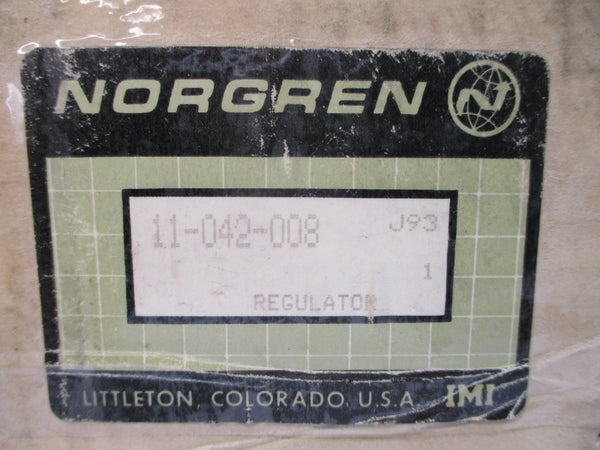 NORGREN N
11-042-008 J93
1
REGULATOR
LITTLETON, COLORADO, U.S.A. IMI